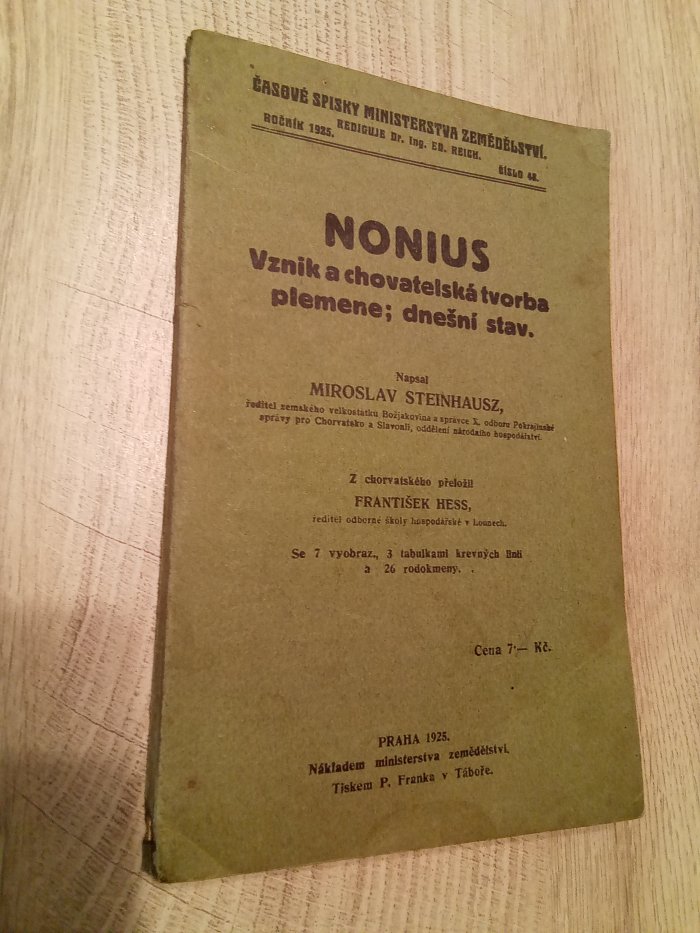 ČASOVÉ SPISKY MINISTERSTVA ZEMĚDĚLSTVÍ.
ROČNÍK 1925. REDIGUJE Dr. Ing. ED. REICH. ČÍSLO 48.
NONIUS
Vznik a chovatelská tvorba
plemene; dnešní stav.
Napsal
MIROSLAV STEINHAUSZ,
ředitel zemského velkostatku Božjakovina a správce X. odboru Pokrajinské
správy pro Chorvatsko a Slavonii, oddělení národního hospodářství.
Z chorvatského přeložil
FRANTIŠEK HESS,
ředitel odborné školy hospodářské v Lounech.
Se 7 vyobraz., 3 tabulkami krevných linií
a 26 rodokmeny.
Cena 7·— Kč.
PRAHA 1925.
Nákladem ministerstva zemědělství.
Tiskem P. Franka v Táboře.